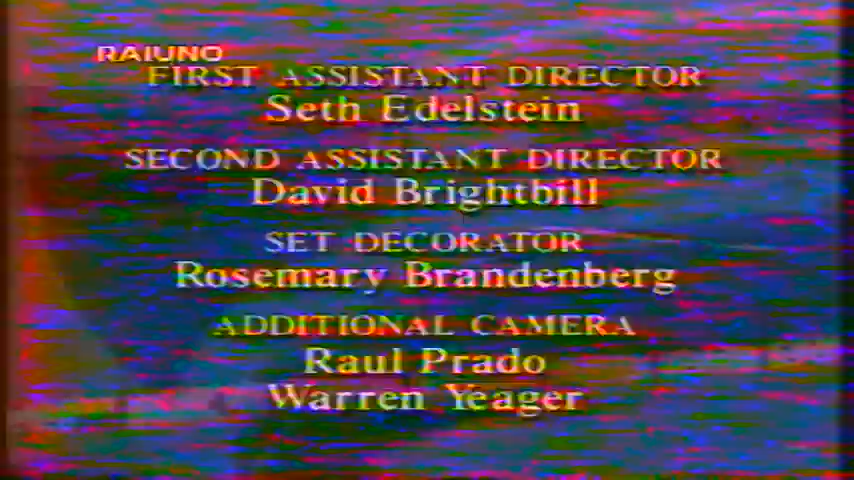 RAIUNO
FIRST ASSISTANT DIRECTOR
Seth Edelstein
SECOND ASSISTANT DIRECTOR
David Brightbill
SET DECORATOR
Rosemary Brandenberg
ADDITIONAL CAMERA
Raul Prado
Warren Yeager